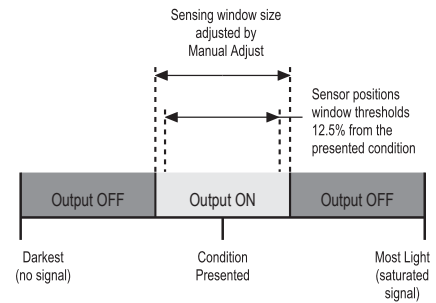 Sensing window size
adjusted by
Manual Adjust
Sensor positions
window thresholds
12.5% from the
presented condition
Output OFF
Output ON
Output OFF
Darkest
(no signal)
Condition
Presented
Most Light
(saturated
signal)